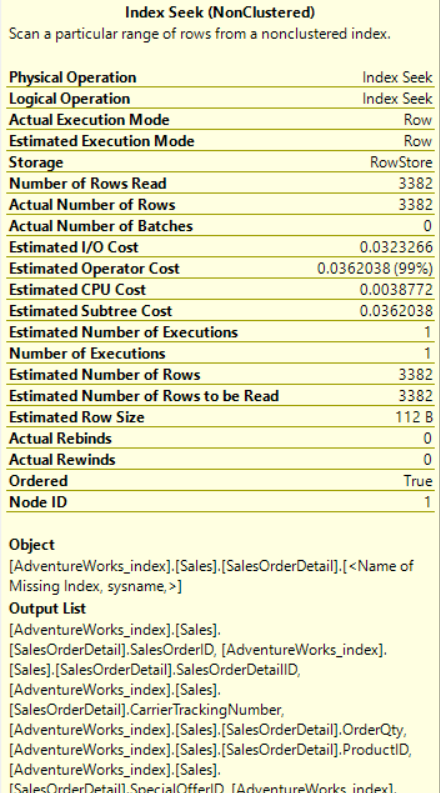 Index Seek (NonClustered)
Scan a particular range of rows from a nonclustered index.
Physical Operation Index Seek
Logical Operation Index Seek
Actual Execution Mode Row
Estimated Execution Mode Row
Storage RowStore
Number of Rows Read 3382
Actual Number of Rows 3382
Actual Number of Batches 0
Estimated I/O Cost 0.0323266
Estimated Operator Cost 0.0362038 (99%)
Estimated CPU Cost 0.0038772
Estimated Subtree Cost 0.0362038
Estimated Number of Executions 1
Number of Executions 1
Estimated Number of Rows 3382
Estimated Number of Rows to be Read 3382
Estimated Row Size 112 B
Actual Rebinds 0
Actual Rewinds 0
Ordered True
Node ID 1
Object
[AdventureWorks_index].[Sales].[SalesOrderDetail].[<Name of
Missing Index, sysname,>]
Output List
[AdventureWorks_index].[Sales].
[SalesOrderDetail].SalesOrderID, [AdventureWorks_index].
[Sales].[SalesOrderDetail].SalesOrderDetailID,
[AdventureWorks_index].[Sales].
[SalesOrderDetail].CarrierTrackingNumber,
[AdventureWorks_index].[Sales].[SalesOrderDetail].OrderQty,
[AdventureWorks_index].[Sales].[SalesOrderDetail].ProductID,
[AdventureWorks_index].[Sales].
[SalesOrderDetail].SpecialOfferID, [AdventureWorks_index].